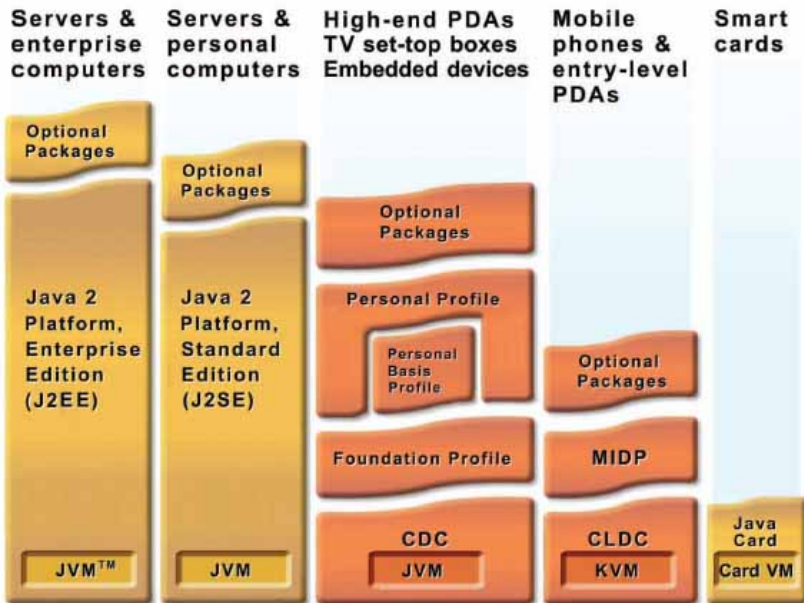 Servers &
enterprise
computers
Optional
Packages
Java 2
Platform,
Enterprise
Edition
(J2EE)
JVM™
Servers &
personal
computers
Optional
Packages
Java 2
Platform,
Standard
Edition
(J2SE)
JVM
High-end PDAs
TV set-top boxes
Embedded devices
Optional
Packages
Personal Profile
Personal
Basis
Profile
Foundation Profile
CDC
JVM
Mobile
phones &
entry-level
PDAs
Optional
Packages
MIDP
CLDC
KVM
Smart
cards
Java
Card
Card VM